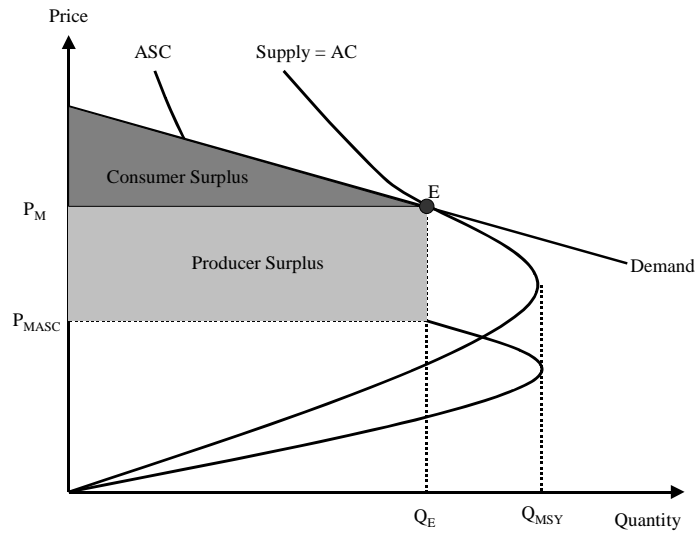 Price
ASC
Supply = AC
Consumer Surplus
E
P_M
Producer Surplus
Demand
P_MASC
Q_E
Q_MSY
Quantity